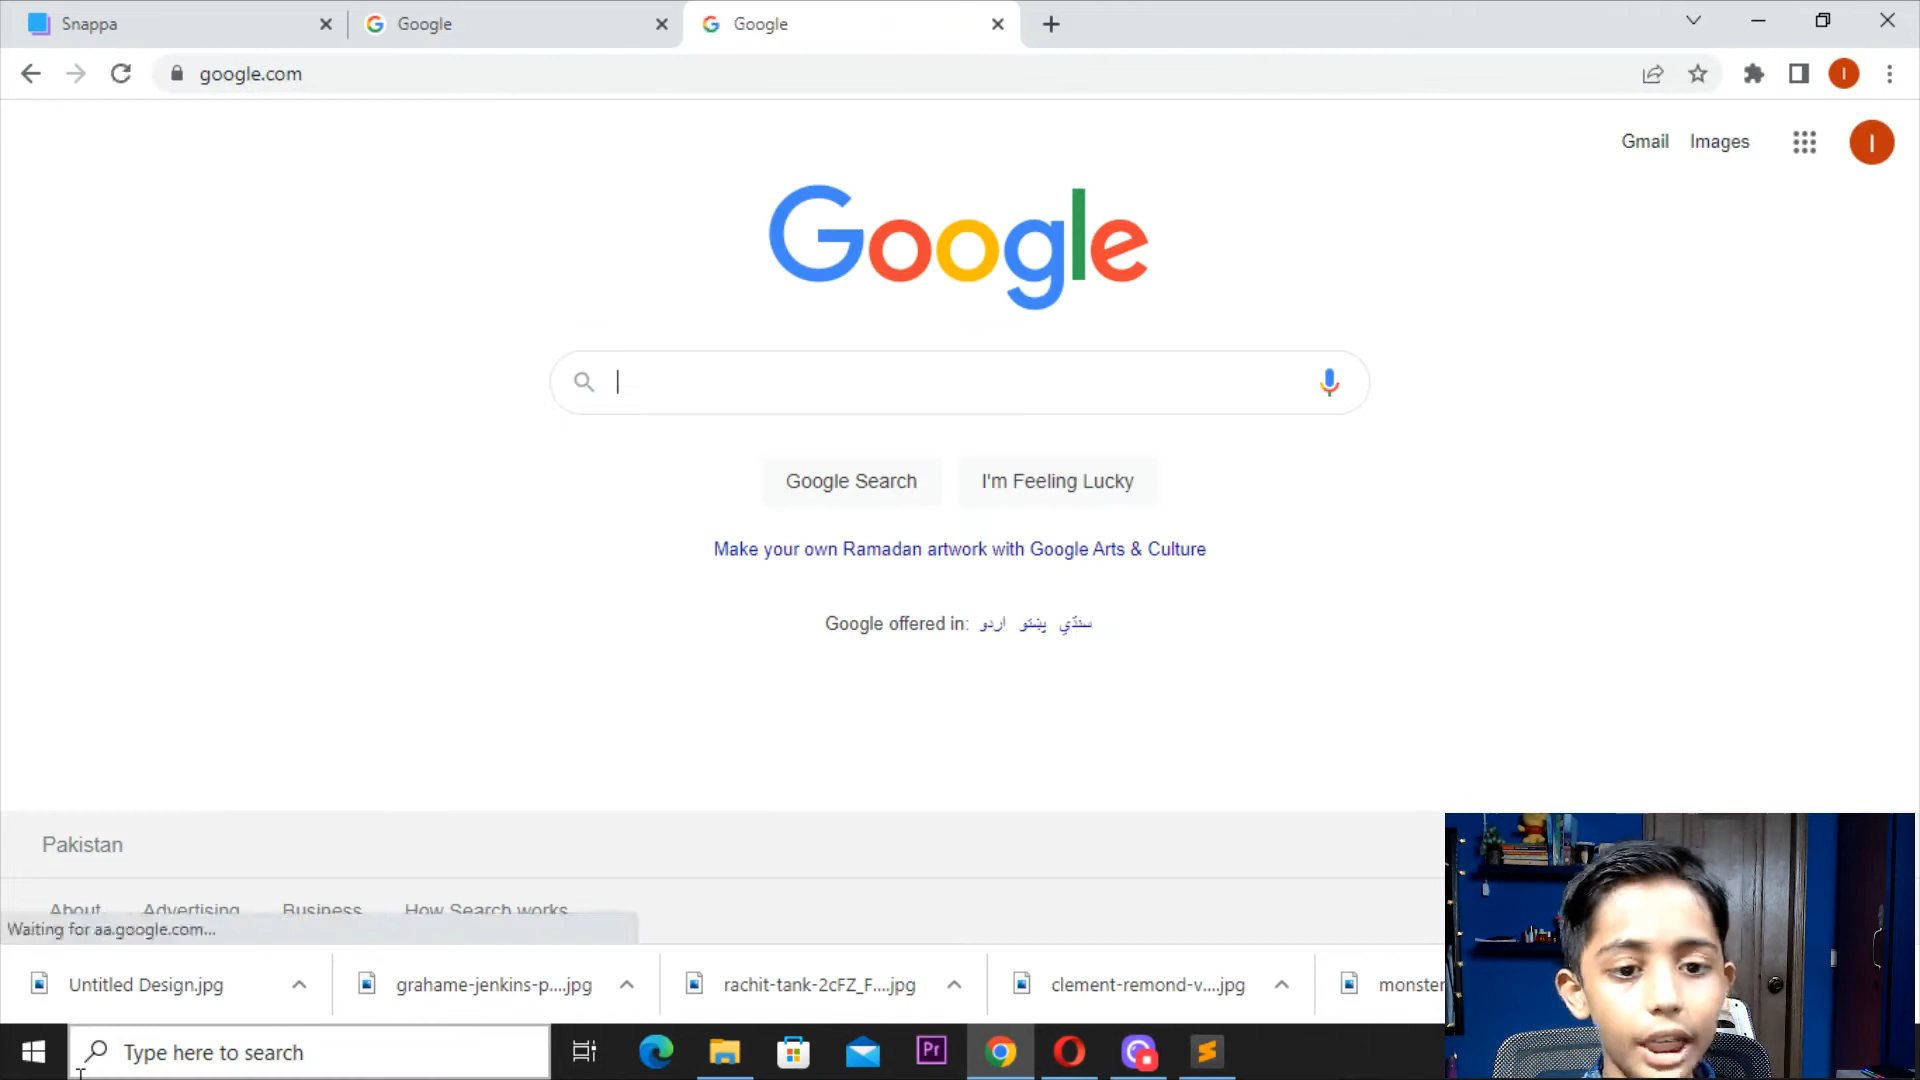 Snappa
Google
Google
google.com
Gmail Images
Google
Google Search I'm Feeling Lucky
Make your own Ramadan artwork with Google Arts & Culture
Google offered in: اردو پښتو سنڌي
Pakistan
About Advertising Business How Search works
Waiting for aa.google.com...
Untitled Design.jpg
grahame-jenkins-p....jpg
rachit-tank-2cFZ_F....jpg
clement-remond-v....jpg
monster
Type here to search
Pr